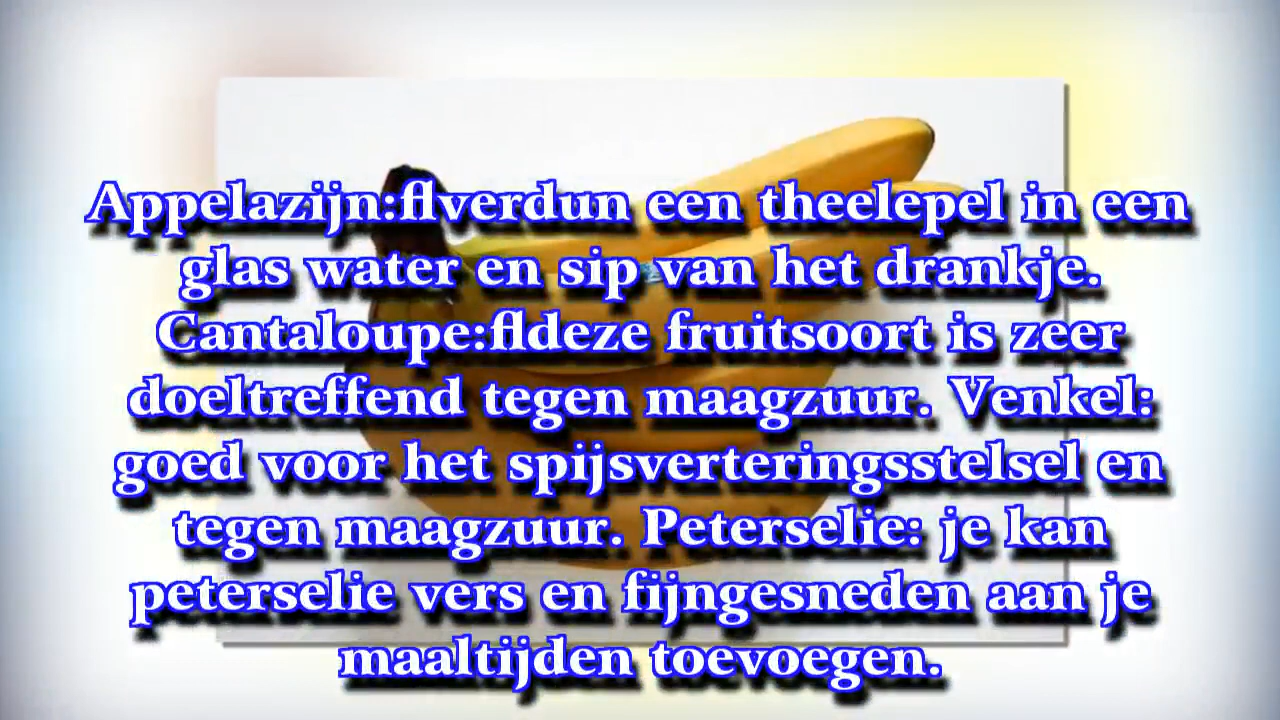 Appelazijn:flverdun een theelepel in een
glas water en sip van het drankje.
Cantaloupe:fldeze fruitsoort is zeer
doeltreffend tegen maagzuur. Venkel:
goed voor het spijsverteringsstelsel en
tegen maagzuur. Peterselie: je kan
peterselie vers en fijngesneden aan je
maaltijden toevoegen.